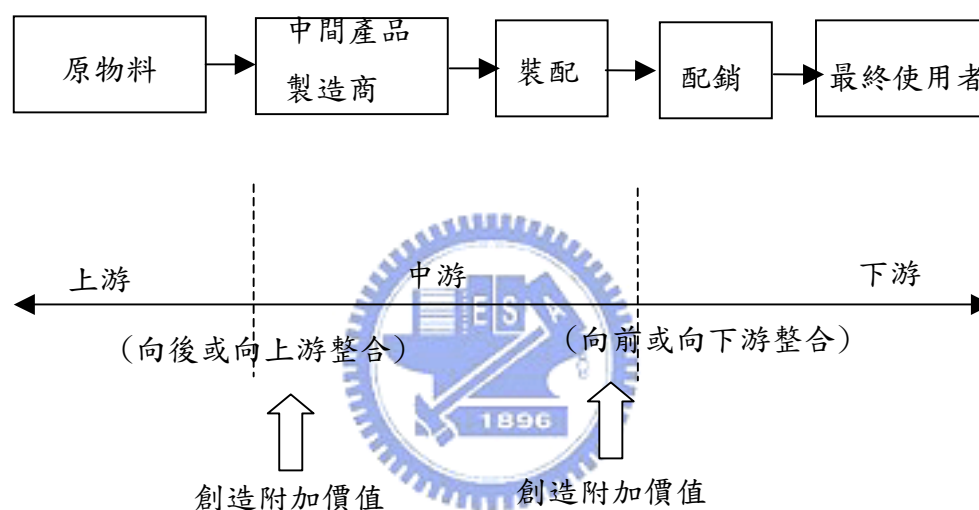 原物料
中間產品
製造商
裝配
配銷
最終使用者
上游
中游
下游
(向後或向上游整合)
(向前或向下游整合)
ES
A
1896
創造附加價值
創造附加價值